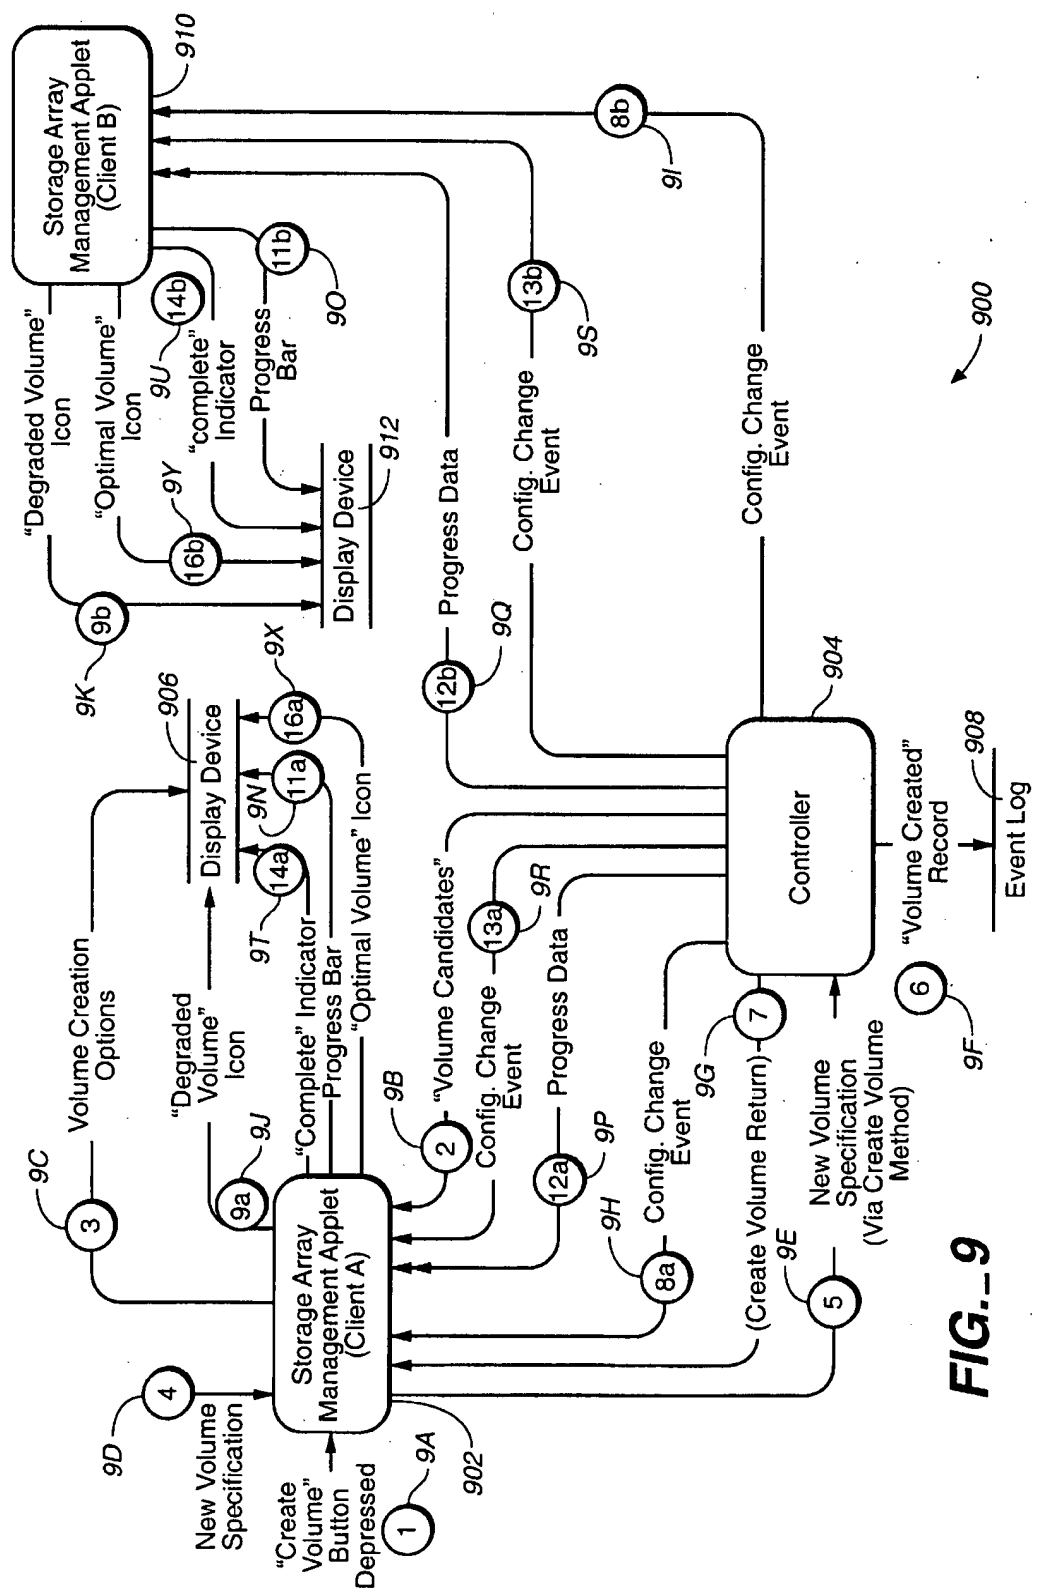 9C
3
Volume Creation
Options
9D
4
New Volume
Specification
"Create
Volume"
Button
Depressed
1
9A
902
Storage Array
Management Applet
(Client A)
9a
9J
"Degraded
Volume"
Icon
"Complete" Indicator
Progress Bar
"Optimal Volume" Icon
9T
14a
9N
11a
16a
9X
Display Device
906
9K
9b
"Degraded Volume"
Icon
"Optimal Volume"
Icon
16b
9Y
"complete"
Indicator
9U
14b
Progress
Bar
11b
9O
Display Device
912
Storage Array
Management Applet
(Client B)
910
2
9B
"Volume Candidates"
Config. Change
Event
13a
9R
12a
9P
Progress Data
12b
9Q
Progress Data
Config. Change
Event
13b
9S
8b
9I
Config. Change
Event
8a
9H
Config. Change
Event
(Create Volume Return)
7
9G
5
9E
New Volume
Specification
(Via Create Volume
Method)
Controller
904
6
9F
"Volume Created"
Record
Event Log
908
900
FIG._9